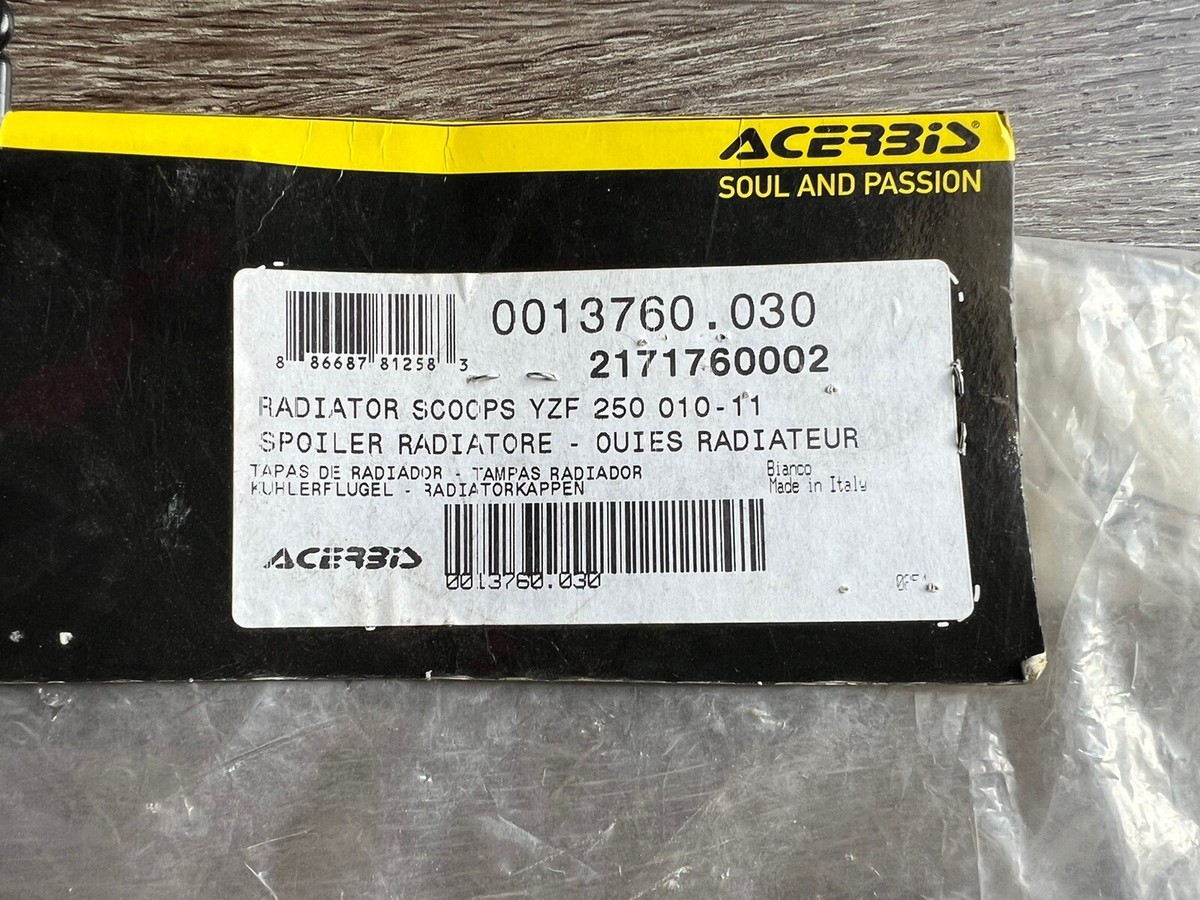 ACERBIS®
SOUL AND PASSION
0013760.030
8 86687 81258 3
2171760002
RADIATOR SCOOPS YZF 250 010-11
SPOILER RADIATORE - OUIES RADIATEUR
TAPAS DE RADIADOR - TAMPAS RADIADOR
KUHLERFLUGEL - RADIATORKAPPEN
Bianco
Made in Italy
ACERBIS
0013760.030